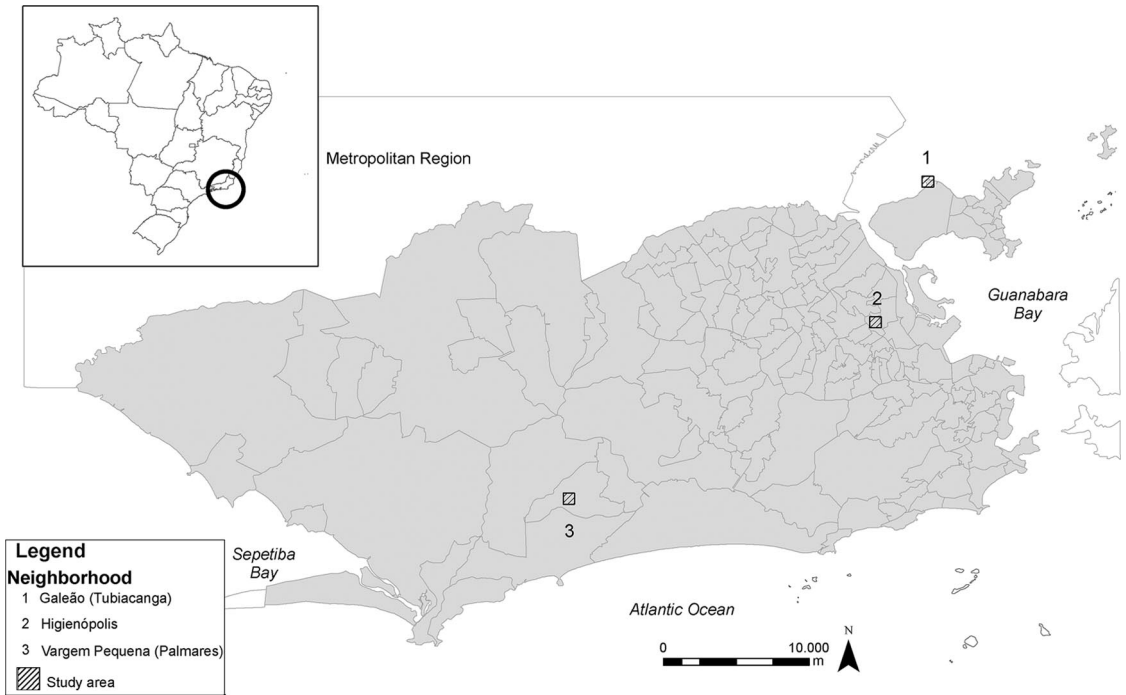 Metropolitan Region
1
2
Guanabara
Bay
3
Sepetiba
Bay
Atlantic Ocean
N
0 10.000
m
Legend
Neighborhood
1 Galeão (Tubiacanga)
2 Higienópolis
3 Vargem Pequena (Palmares)
Study area